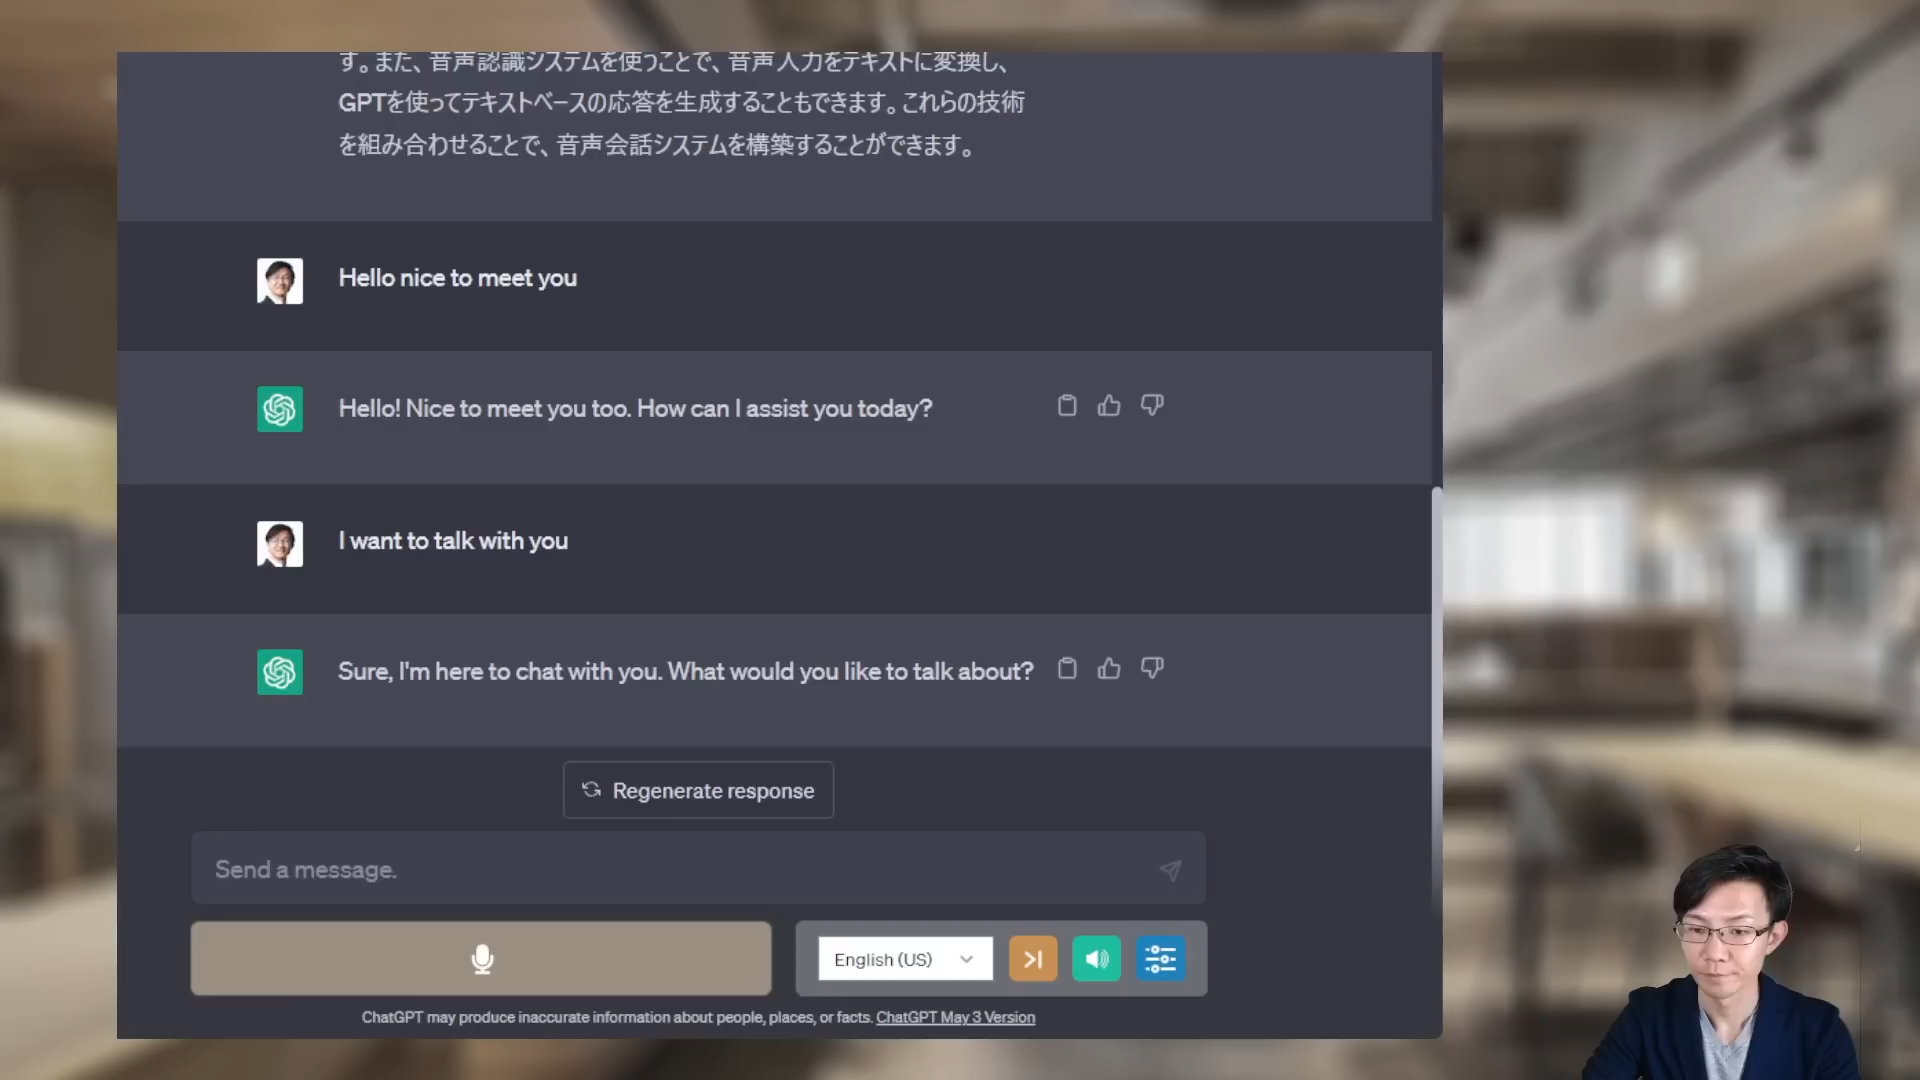 す。また、音声認識システムを使うことで、音声入力をテキストに変換し、
GPTを使ってテキストベースの応答を生成することもできます。これらの技術
を組み合わせることで、音声会話システムを構築することができます。
Hello nice to meet you
Hello! Nice to meet you too. How can I assist you today?
I want to talk with you
Sure, I'm here to chat with you. What would you like to talk about?
Regenerate response
Send a message.
English (US)
ChatGPT may produce inaccurate information about people, places, or facts. ChatGPT May 3 Version